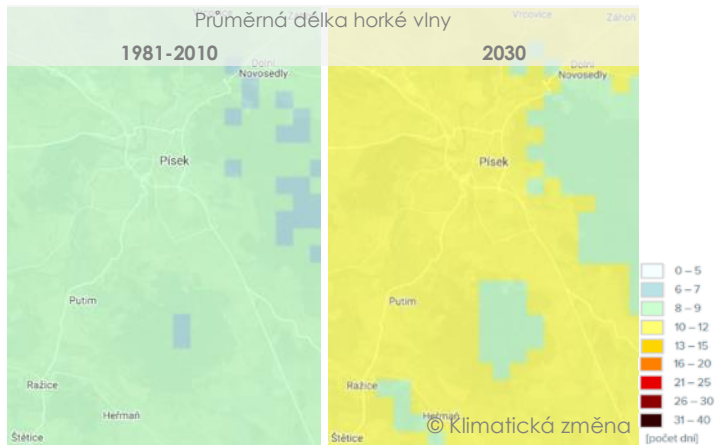 Průměrná délka horké vlny
Vrcovice
Záhoří
1981-2010
2030
Dolní
Novosedly
Dolní
Novosedly
Písek
Písek
Putim
Putim
Ražice
Ražice
Heřmaň
Heřmaň
Štětice
Štětice
© Klimatická změna
0 – 5
6 – 7
8 – 9
10 – 12
13 – 15
16 – 20
21 – 25
26 – 30
31 – 40
[počet dní]